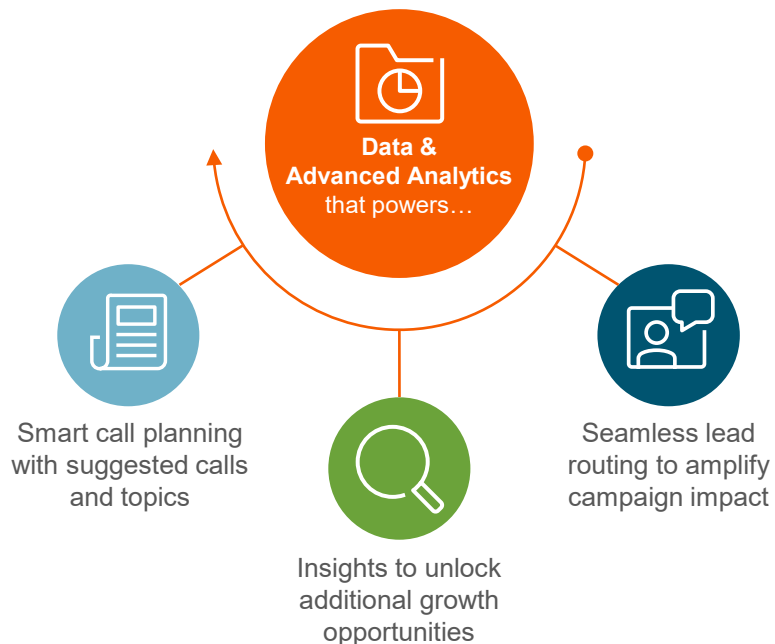 Data &
Advanced Analytics
that powers…
Smart call planning
with suggested calls
and topics
Insights to unlock
additional growth
opportunities
Seamless lead
routing to amplify
campaign impact